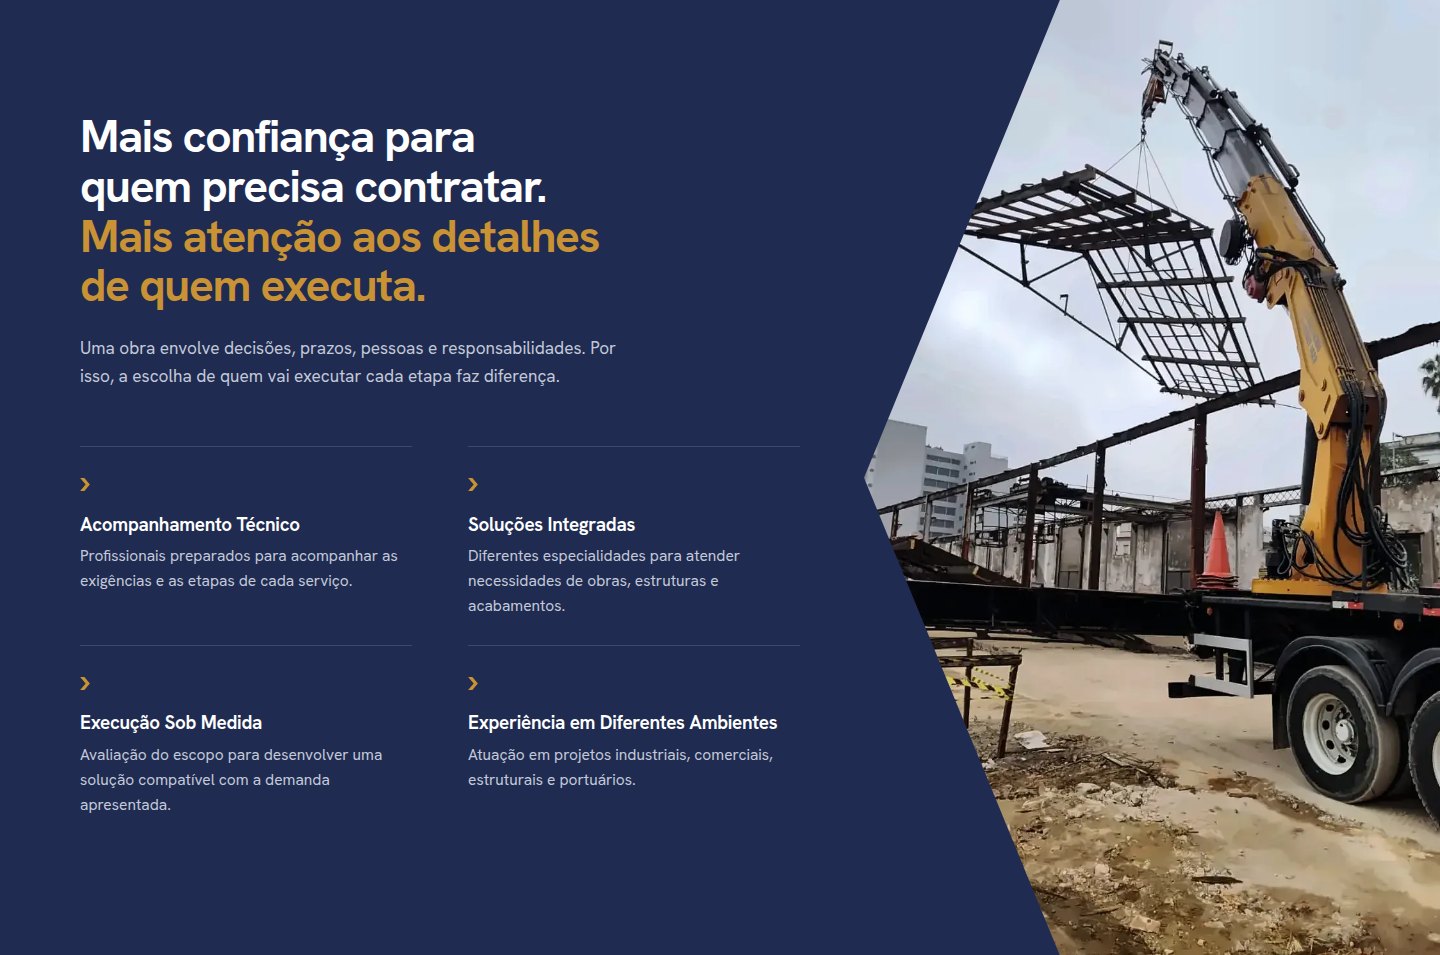 Mais confiança para
quem precisa contratar.
Mais atenção aos detalhes
de quem executa.
Uma obra envolve decisões, prazos, pessoas e responsabilidades. Por
isso, a escolha de quem vai executar cada etapa faz diferença.
Acompanhamento Técnico
Profissionais preparados para acompanhar as
exigências e as etapas de cada serviço.
Soluções Integradas
Diferentes especialidades para atender
necessidades de obras, estruturas e
acabamentos.
Execução Sob Medida
Avaliação do escopo para desenvolver uma
solução compatível com a demanda
apresentada.
Experiência em Diferentes Ambientes
Atuação em projetos industriais, comerciais,
estruturais e portuários.